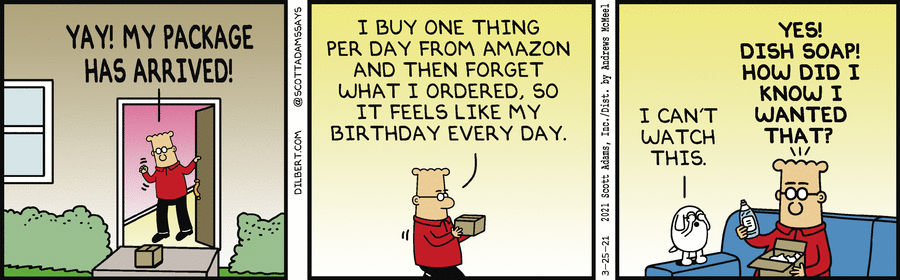 YAY! MY PACKAGE
HAS ARRIVED!
DILBERT.COM @SCOTTADAMSSAYS
I BUY ONE THING
PER DAY FROM AMAZON
AND THEN FORGET
WHAT I ORDERED, SO
IT FEELS LIKE MY
BIRTHDAY EVERY DAY.
3-25-21 2021 Scott Adams, Inc./Dist. by Andrews McMeel
I CAN'T
WATCH
THIS.
YES!
DISH SOAP!
HOW DID I
KNOW I
WANTED
THAT?